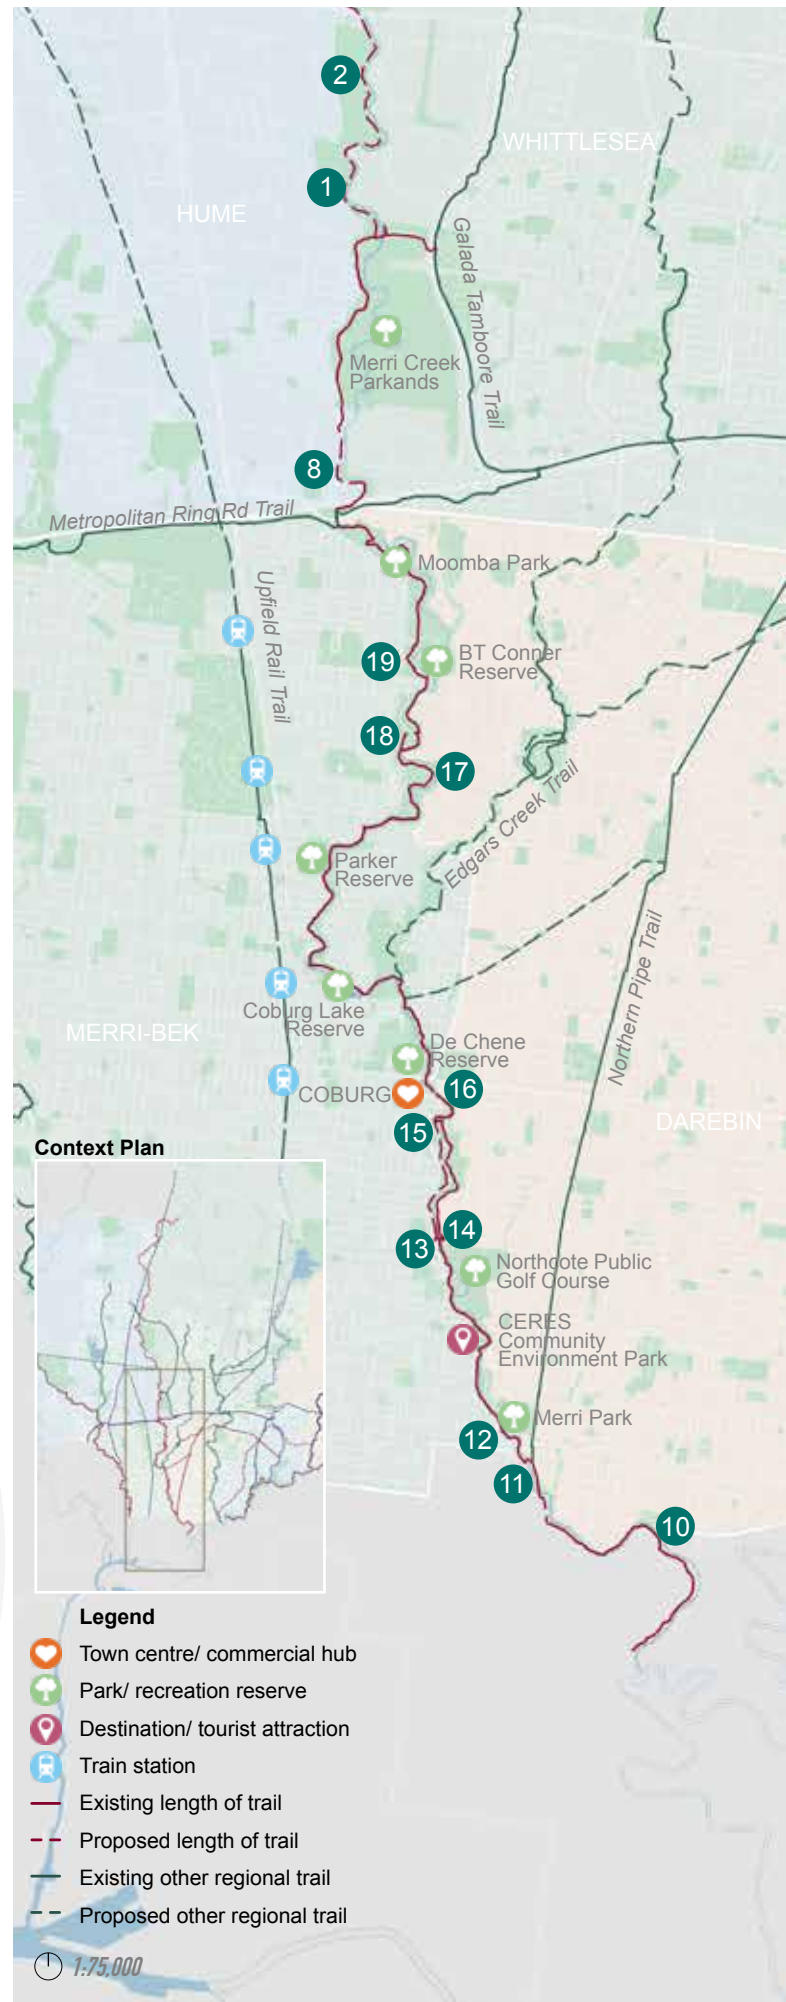 2
WHITTLESEA
1
HUME
Galada Tamboore Trail
Merri Creek
Parkands
8
Metropolitan Ring Rd Trail
Moomba Park
Upfield Rail Trail
19
BT Conner
Reserve
18
17
Edgars Creek Trail
Parker
Reserve
Northern Pipe Trail
Coburg Lake
Reserve
MERRI-BEK
De Chene
Reserve
16
COBURG
DAREBIN
15
Context Plan
14
13
Northcote Public
Golf Course
CERES
Community
Environment Park
Merri Park
12
11
10
Legend
Town centre/ commercial hub
Park/ recreation reserve
Destination/ tourist attraction
Train station
Existing length of trail
Proposed length of trail
Existing other regional trail
Proposed other regional trail
1:75,000